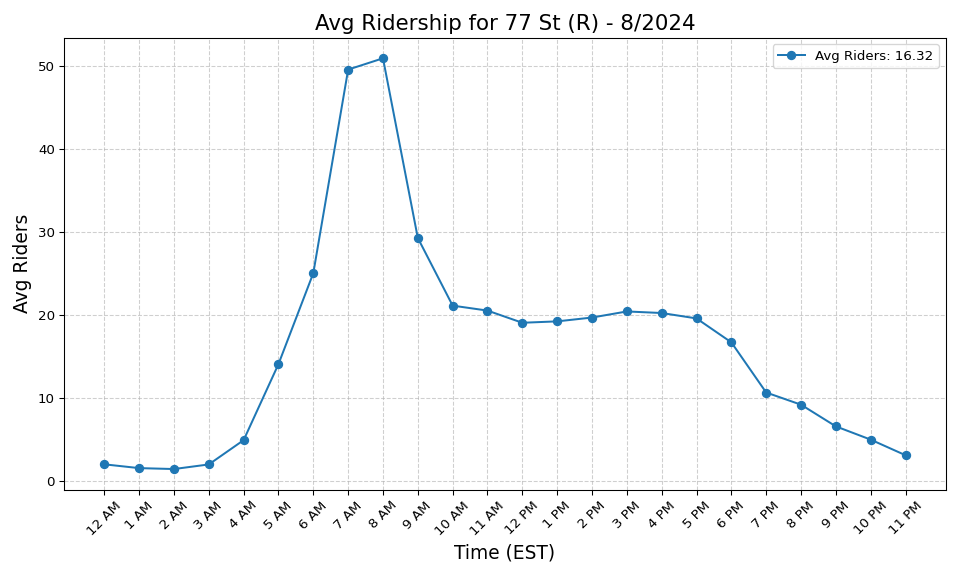 Avg Ridership for 77 St (R) - 8/2024
Avg Riders: 16.32
Avg Riders
50
40
30
20
10
0
12 AM
1 AM
2 AM
3 AM
4 AM
5 AM
6 AM
7 AM
8 AM
9 AM
10 AM
11 AM
12 PM
1 PM
2 PM
3 PM
4 PM
5 PM
6 PM
7 PM
8 PM
9 PM
10 PM
11 PM
Time (EST)